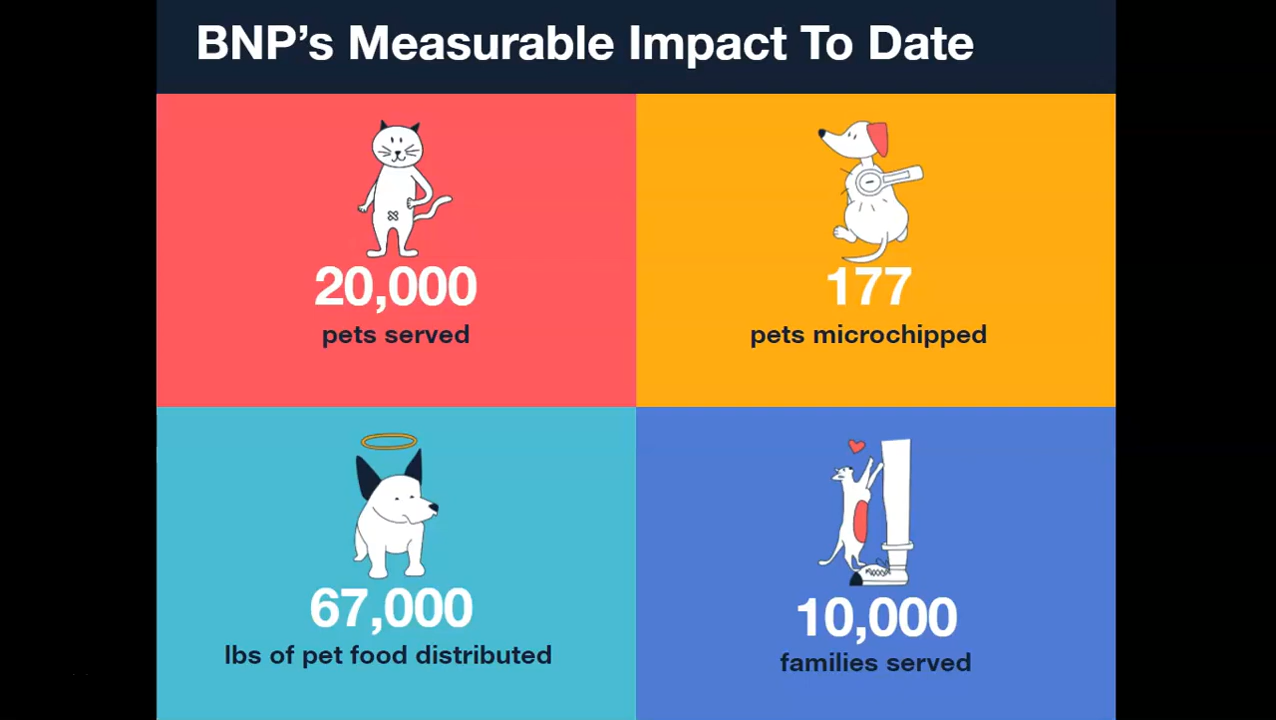 BNP’s Measurable Impact To Date
20,000
pets served
177
pets microchipped
67,000
lbs of pet food distributed
10,000
families served